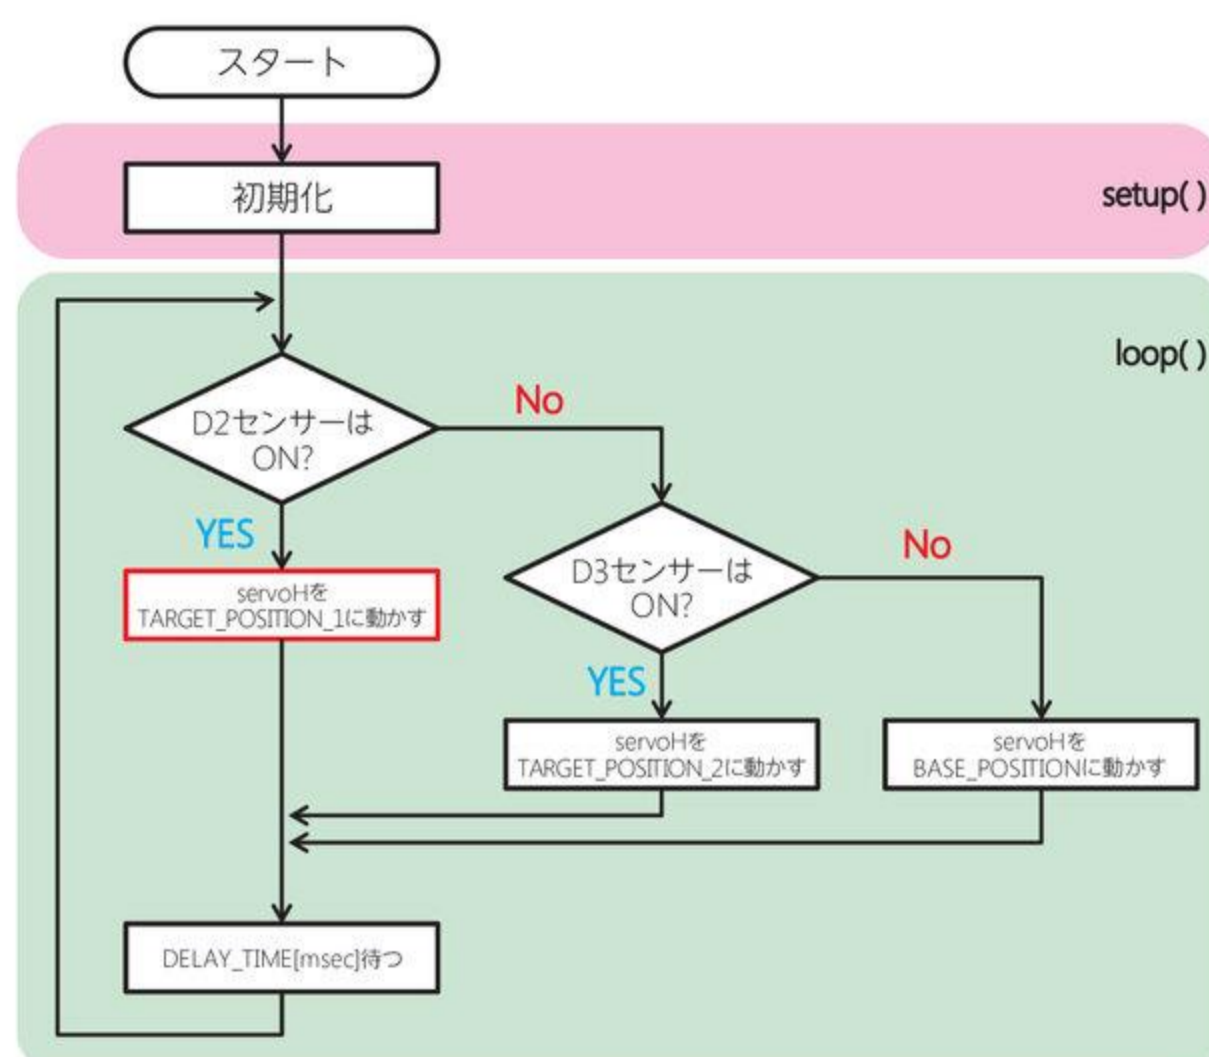 スタート
初期化
setup( )
loop( )
D2センサーは
ON?
No
YES
servoHを
TARGET_POSITION_1に動かす
D3センサーは
ON?
No
YES
servoHを
TARGET_POSITION_2に動かす
servoHを
BASE_POSITIONに動かす
DELAY_TIME[msec]待つ